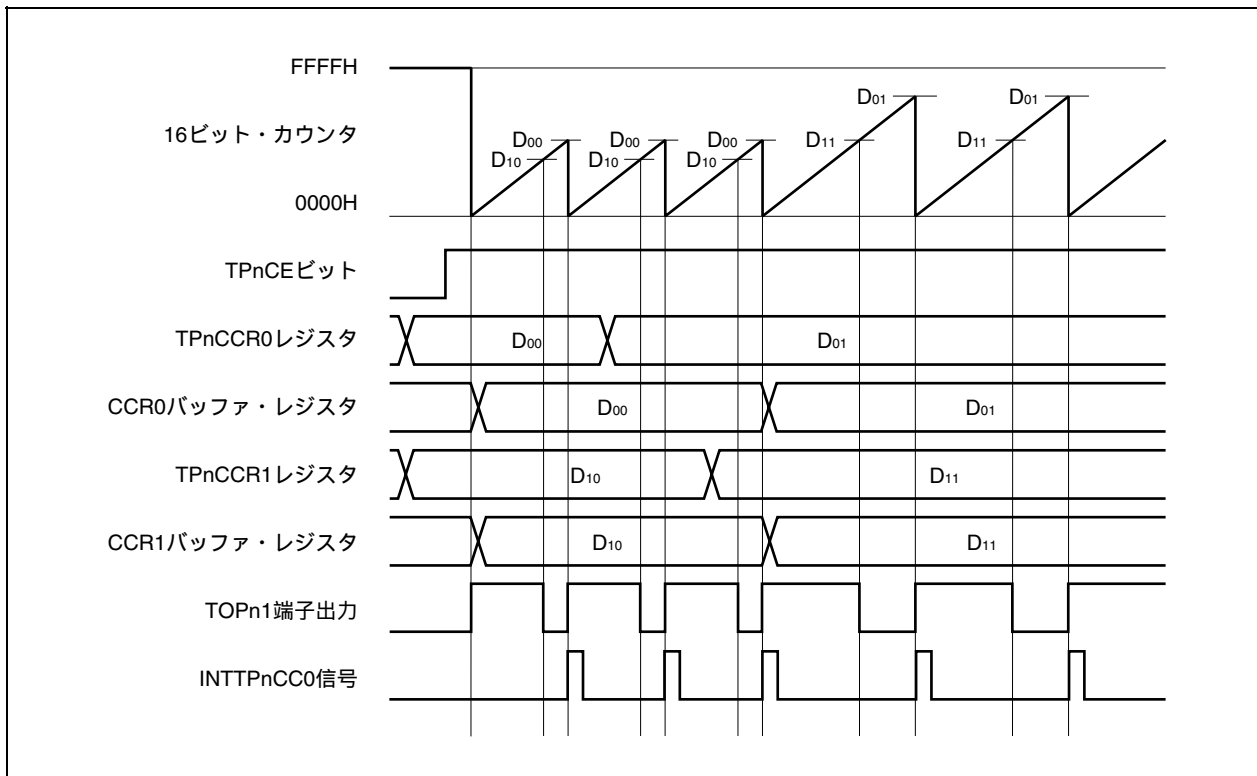 FFFFH
D01 D01
16ビット・カウンタ D00 D00 D00 D11 D11
D10 D10 D10
0000H
TPnCEビット
TPnCCR0レジスタ D00 D01
CCR0バッファ・レジスタ D00 D01
TPnCCR1レジスタ D10 D11
CCR1バッファ・レジスタ D10 D11
TOPn1端子出力
INTTPnCC0信号